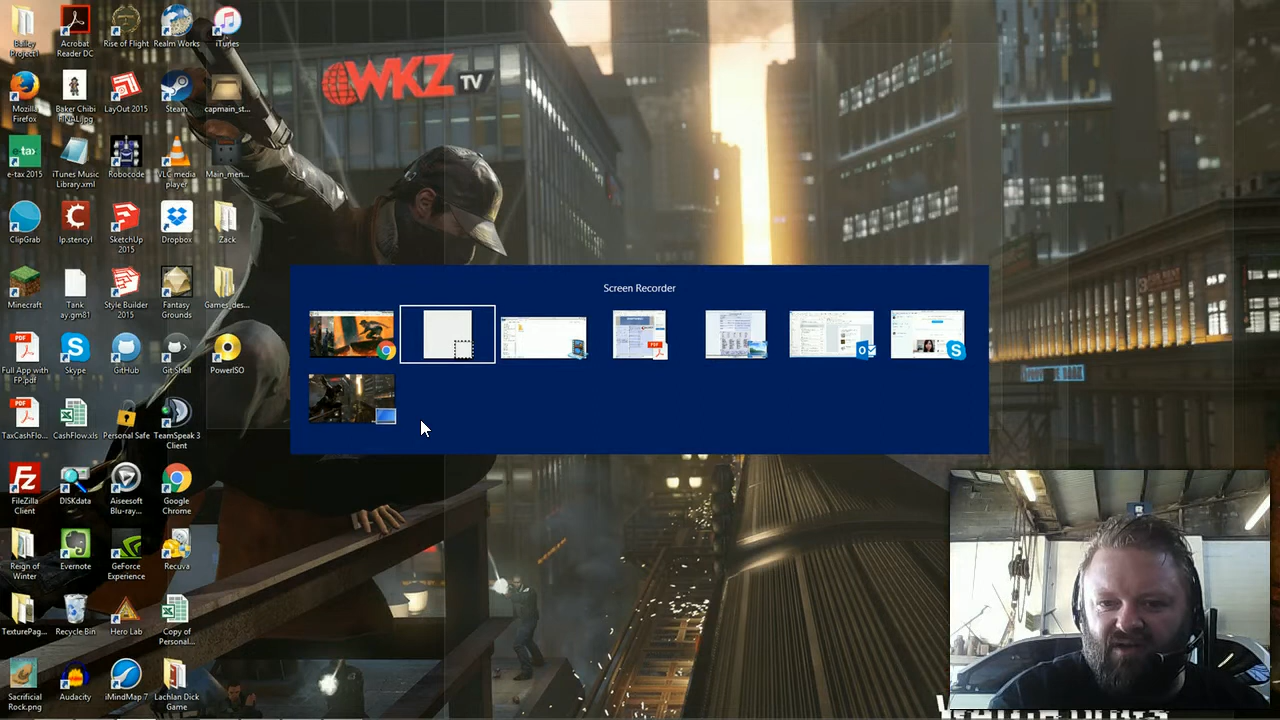 Bailey
Project1
Acrobat
Reader DC
Rise of Flight
Realm Works
iTunes
Mozilla
Firefox
Baker Chibi
FINAL.jpg
LayOut 2015
Steam
capmain_st...
e-tax
e-tax 2015
iTunes Music
Library.xml
Robocode
VLC media
player
Main_men...
ClipGrab
lp.stencyl
SketchUp
2015
Dropbox
Zack
Minecraft
Tank
ay.gm81
Style Builder
2015
Fantasy
Grounds
Games_des...
PDF
Full App with
FP.pdf
Skype
GitHub
Git Shell
PowerISO
PDF
TaxCashFlo...
CashFlow.xls
Personal Safe
TeamSpeak 3
Client
FileZilla
Client
DISKdata
Aiseesoft
Blu-ray...
Google
Chrome
Reign of
Winter
Evernote
GeForce
Experience
Recuva
TexturePag...
Recycle Bin
Hero Lab
Copy of
Personal...
Sacrificial
Rock.png
Audacity
iMindMap 7
Lachlan Dick
Game
WKZ TV
Screen Recorder